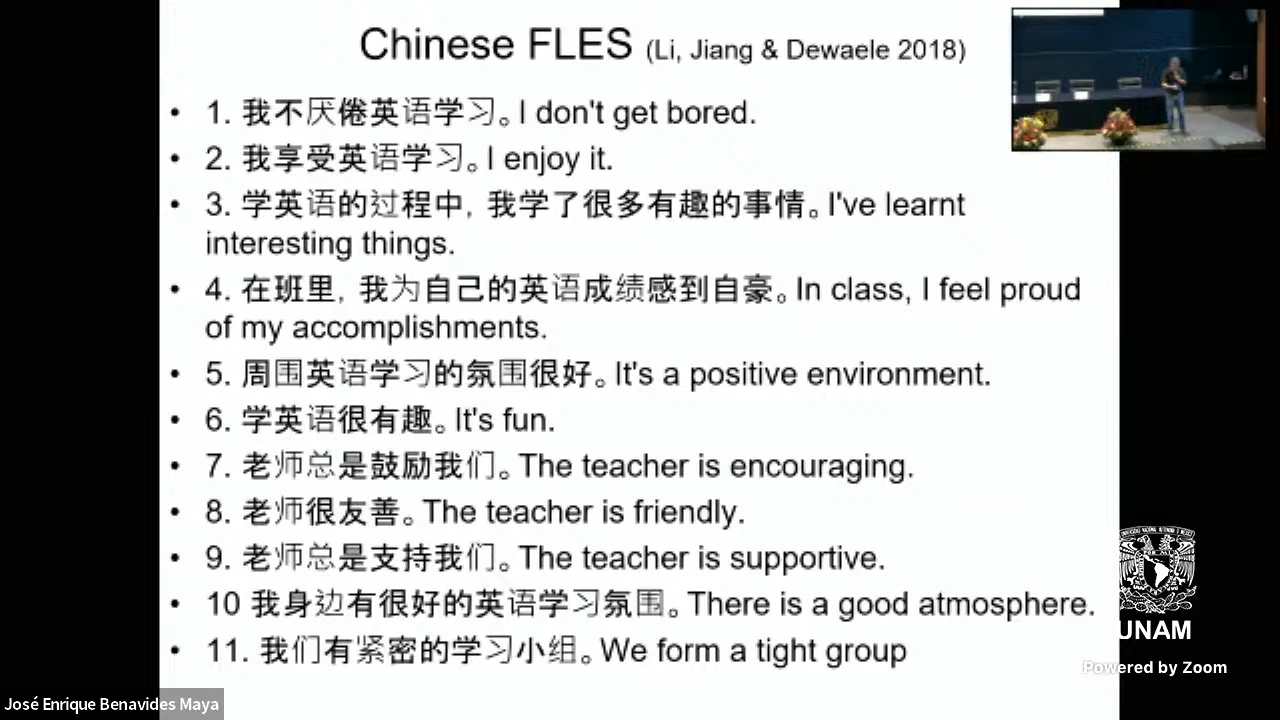 Chinese FLES (Li, Jiang & Dewaele 2018)
• 1. 我不厌倦英语学习。I don't get bored.
• 2. 我享受英语学习。I enjoy it.
• 3. 学英语的过程中, 我学了很多有趣的事情。I've learnt
interesting things.
• 4. 在班里, 我为自己的英语成绩感到自豪。In class, I feel proud
of my accomplishments.
• 5. 周围英语学习的氛围很好。It's a positive environment.
• 6. 学英语很有趣。It's fun.
• 7. 老师总是鼓励我们。The teacher is encouraging.
• 8. 老师很友善。The teacher is friendly.
• 9. 老师总是支持我们。The teacher is supportive.
• 10 我身边有很好的英语学习氛围。There is a good atmosphere.
• 11. 我们有紧密的学习小组。We form a tight group
UNAM
Powered by Zoom
José Enrique Benavides Maya